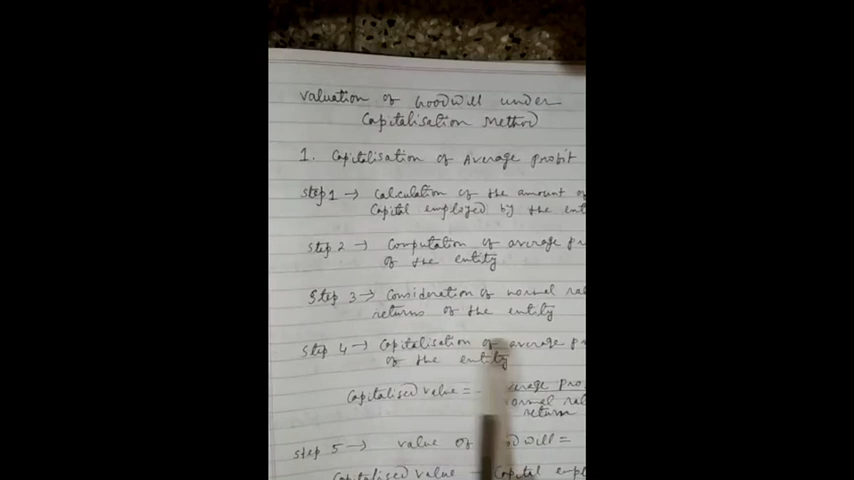 Valuation of Goodwill under
Capitalisation Method
1. Capitalisation of Average profit
Step 1 → Calculation of the amount
Capital employed by the
Step 2 → Computation of average
of the entity
Step 3 → Consideration of normal
returns of the entity
Step 4 → Capitalisation of average
of the entity
Capitalised value =
return
Step 5 → value of =
Capitalised value - Capital